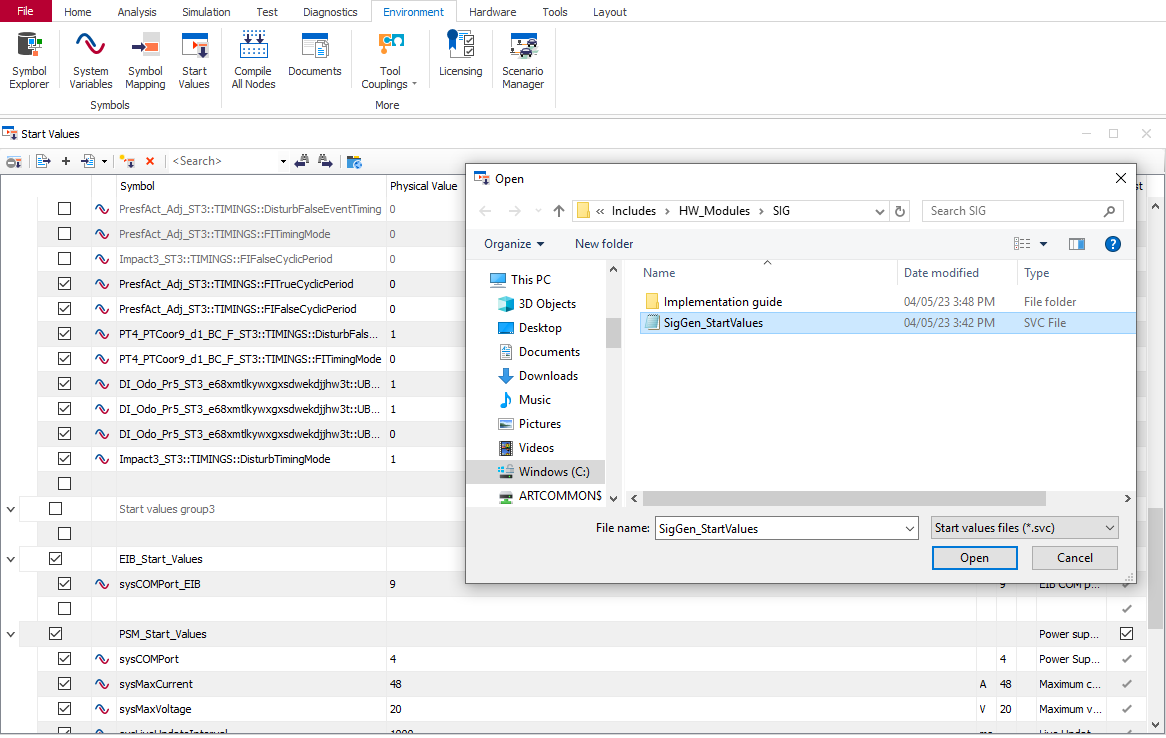 File Home Analysis Simulation Test Diagnostics Environment Hardware Tools Layout
Symbol Explorer
System Variables
Symbol Mapping
Start Values
Compile All Nodes
Documents
Tool Couplings
Licensing
Scenario Manager
Symbols
More
Start Values
<Search>
Symbol Physical Value
PresfAct_Adj_ST3::TIMINGS::DisturbFalseEventTiming 0
PresfAct_Adj_ST3::TIMINGS::FITimingMode 0
Impact3_ST3::TIMINGS::FIFalseCyclicPeriod 0
PresfAct_Adj_ST3::TIMINGS::FITrueCyclicPeriod 0
PresfAct_Adj_ST3::TIMINGS::FIFalseCyclicPeriod 0
PT4_PTCoor9_d1_BC_F_ST3::TIMINGS::DisturbFals... 1
PT4_PTCoor9_d1_BC_F_ST3::TIMINGS::FITimingMode 0
DI_Odo_Pr5_ST3_e68xmtlkywxgxsdwekdjjhw3t::UB... 1
DI_Odo_Pr5_ST3_e68xmtlkywxgxsdwekdjjhw3t::UB... 1
DI_Odo_Pr5_ST3_e68xmtlkywxgxsdwekdjjhw3t::UB... 0
Impact3_ST3::TIMINGS::DisturbTimingMode 1
Start values group3
EIB_Start_Values
sysCOMPort_EIB 9 9 EIB COM p...
PSM_Start_Values Power sup...
sysCOMPort 4 4 Power Sup...
sysMaxCurrent 48 A 48 Maximum c...
sysMaxVoltage 20 V 20 Maximum v...
Open
« Includes > HW_Modules > SIG
Search SIG
Organize New folder
This PC
3D Objects
Desktop
Documents
Downloads
Music
Pictures
Videos
Windows (C:)
ARTCOMMON$
Name Date modified Type
Implementation guide 04/05/23 3:48 PM File folder
SigGen_StartValues 04/05/23 3:42 PM SVC File
File name: SigGen_StartValues Start values files (*.svc)
Open Cancel